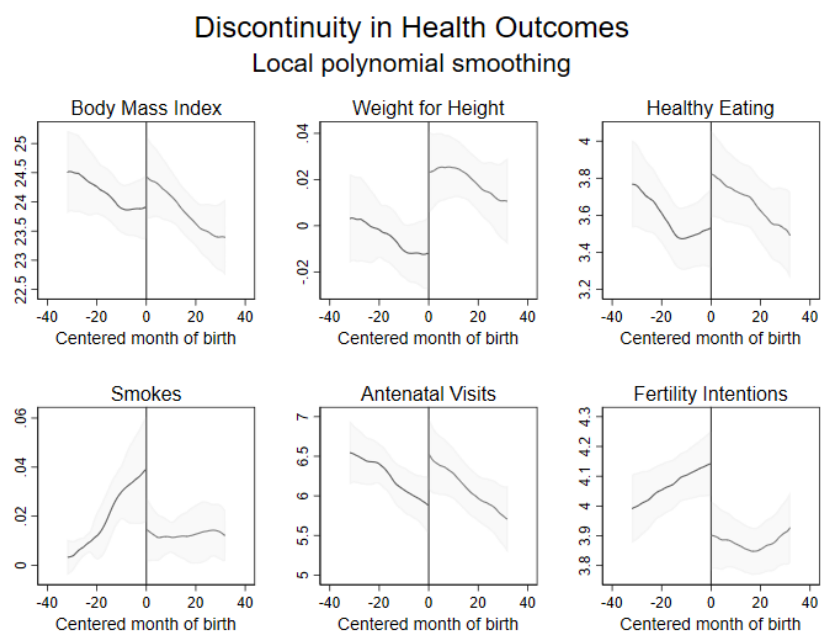 Discontinuity in Health Outcomes
Local polynomial smoothing
Body Mass Index
22.5 23 23.5 24 24.5 25
-40 -20 0 20 40
Centered month of birth
Weight for Height
-.02 0 .02 .04
-40 -20 0 20 40
Centered month of birth
Healthy Eating
3.2 3.4 3.6 3.8 4
-40 -20 0 20 40
Centered month of birth
Smokes
0 .02 .04 .06
-40 -20 0 20 40
Centered month of birth
Antenatal Visits
5 5.5 6 6.5 7
-40 -20 0 20 40
Centered month of birth
Fertility Intentions
3.8 3.9 4 4.1 4.2 4.3
-40 -20 0 20 40
Centered month of birth